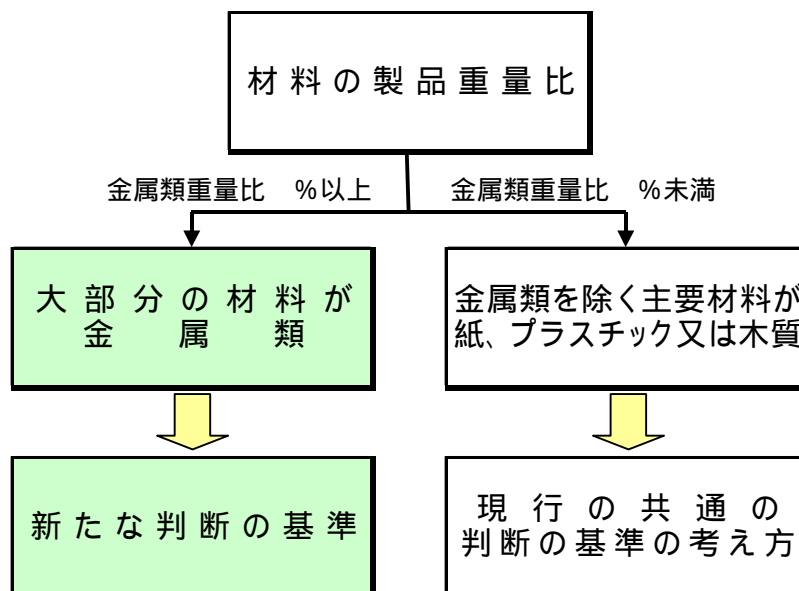 材料の製品重量比
金属類重量比　%以上
金属類重量比　%未満
大部分の材料が
金属類
金属類を除く主要材料が
紙、プラスチック又は木質
新たな判断の基準
現行の共通の
判断の基準の考え方